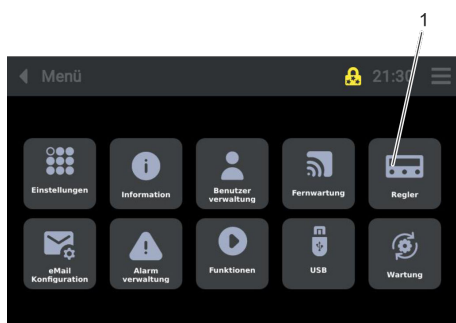 1
Menü
21:30
Einstellungen
Information
Benutzer
verwaltung
Fernwartung
Regler
eMail
Konfiguration
Alarm
verwaltung
Funktionen
USB
Wartung